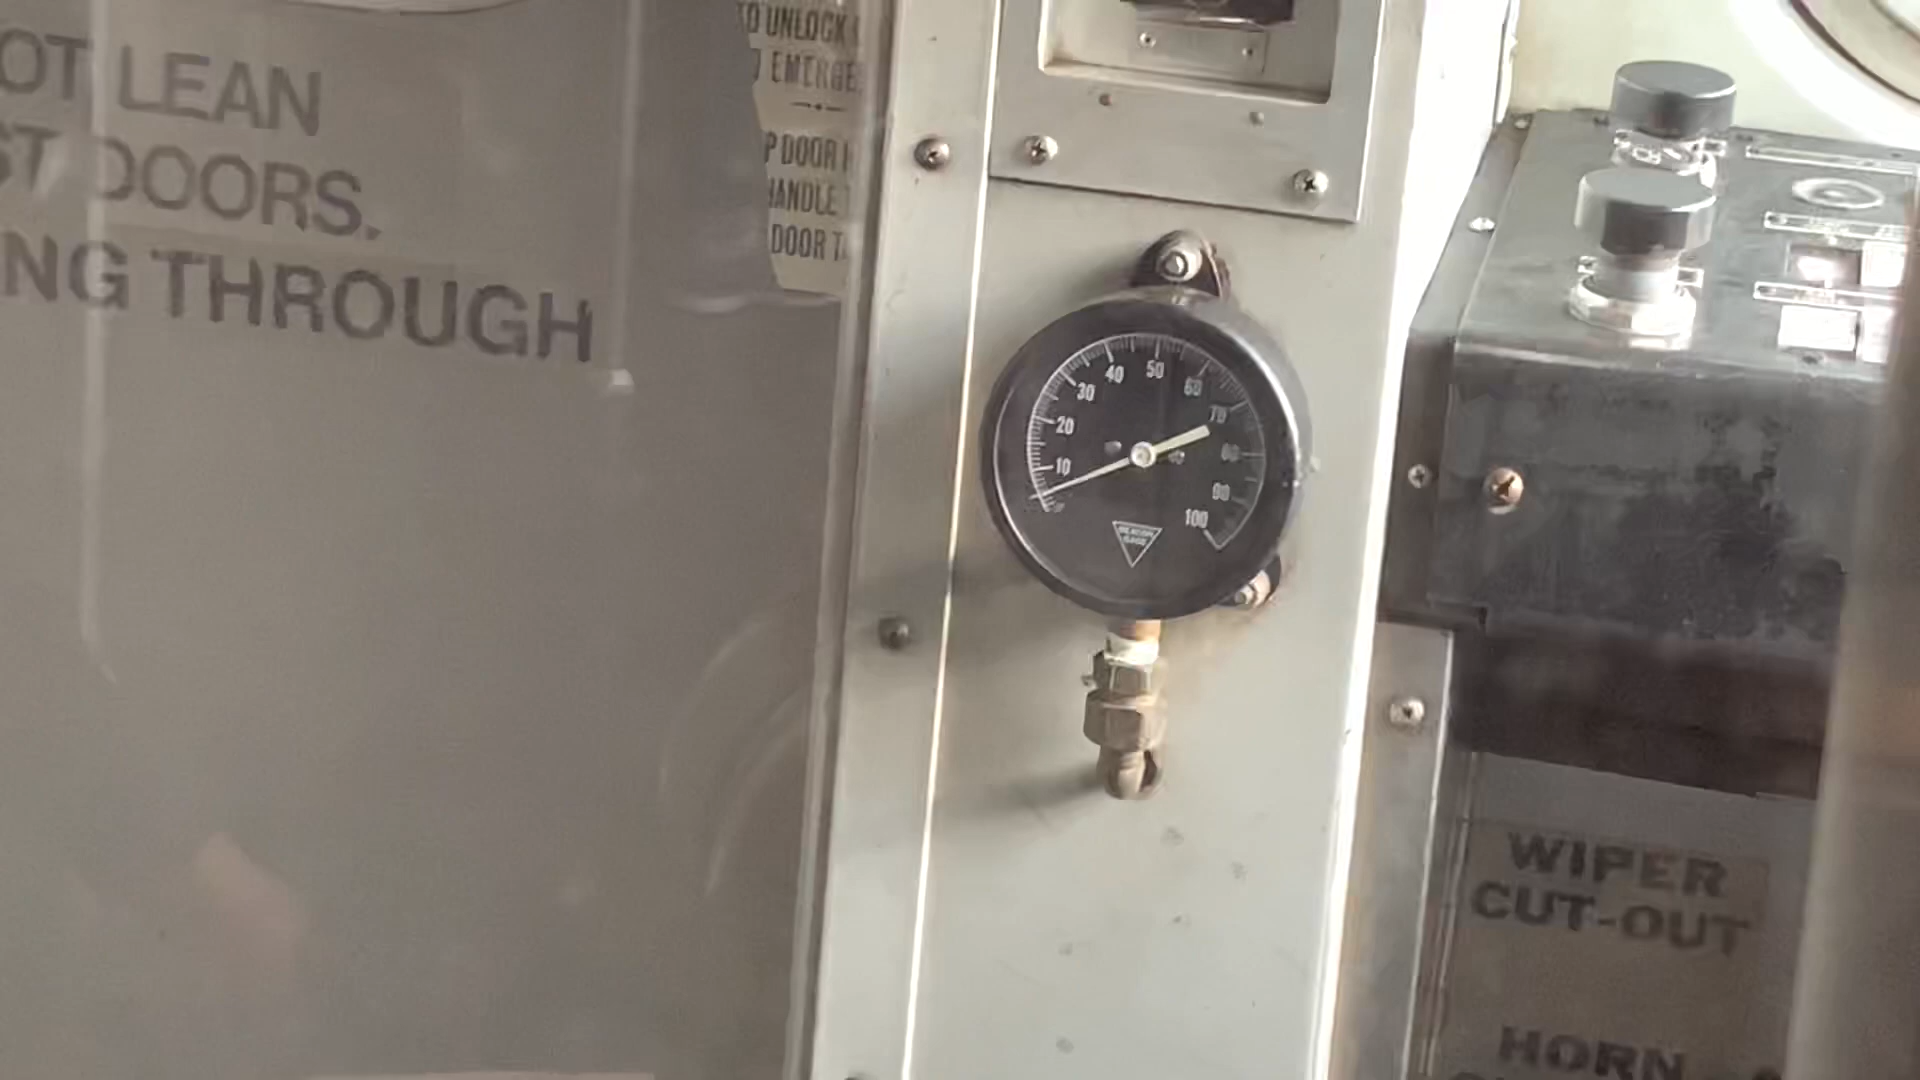 OT LEAN
ST DOORS.
NG THROUGH
TO UNLOCK
EMERGE
P DOOR
HANDLE
DOOR
10
20
30
40
50
60
70
80
90
100
WIPER
CUT-OUT
HORN